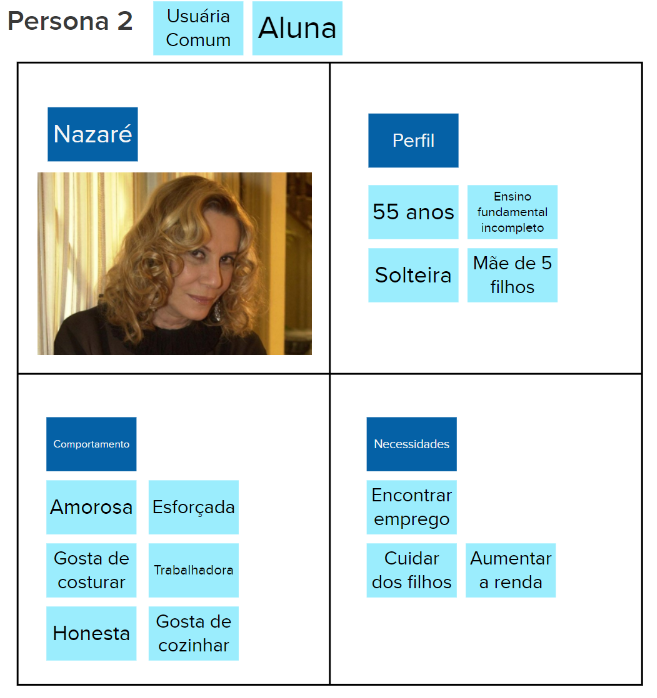 Persona 2
Usuária
Comum
Aluna
Nazaré
Perfil
55 anos
Ensino
fundamental
incompleto
Solteira
Mãe de 5
filhos
Comportamento
Amorosa
Esforçada
Gosta de
costurar
Trabalhadora
Honesta
Gosta de
cozinhar
Necessidades
Encontrar
emprego
Cuidar
dos filhos
Aumentar
a renda